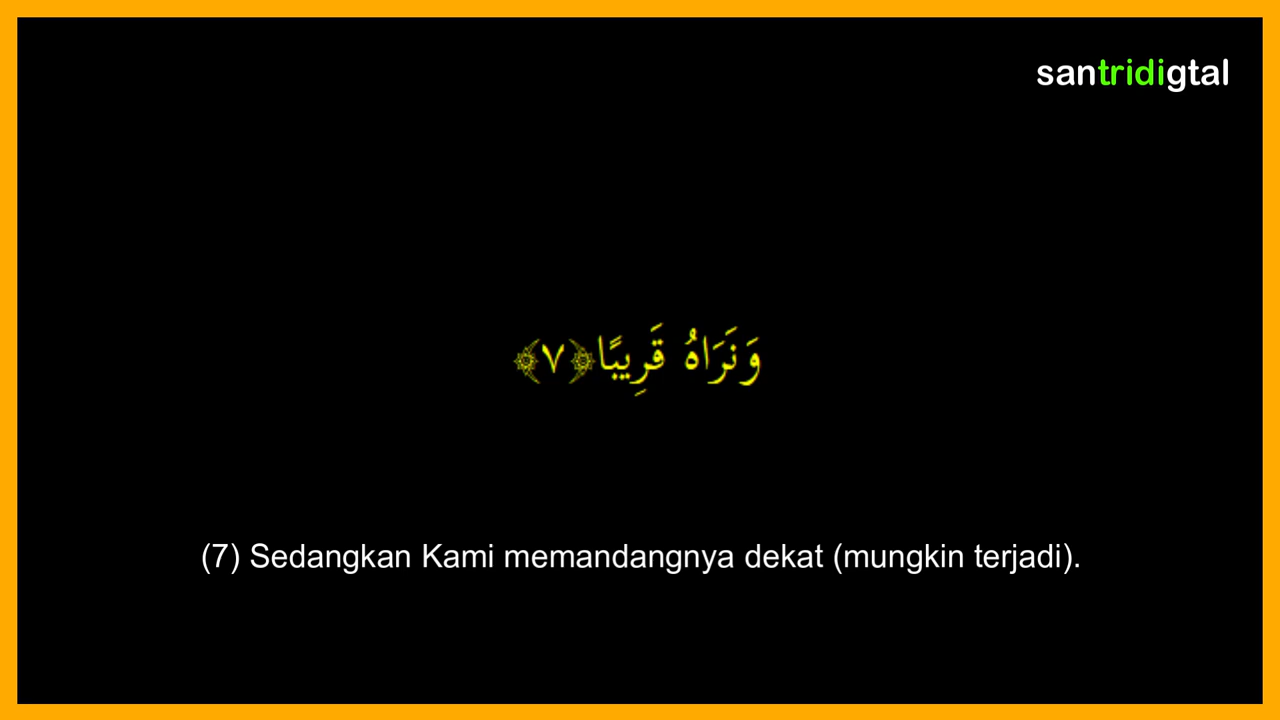 santridigtal
وَنَرَاهُ قَرِيبًا﴿٧﴾
(7) Sedangkan Kami memandangnya dekat (mungkin terjadi).